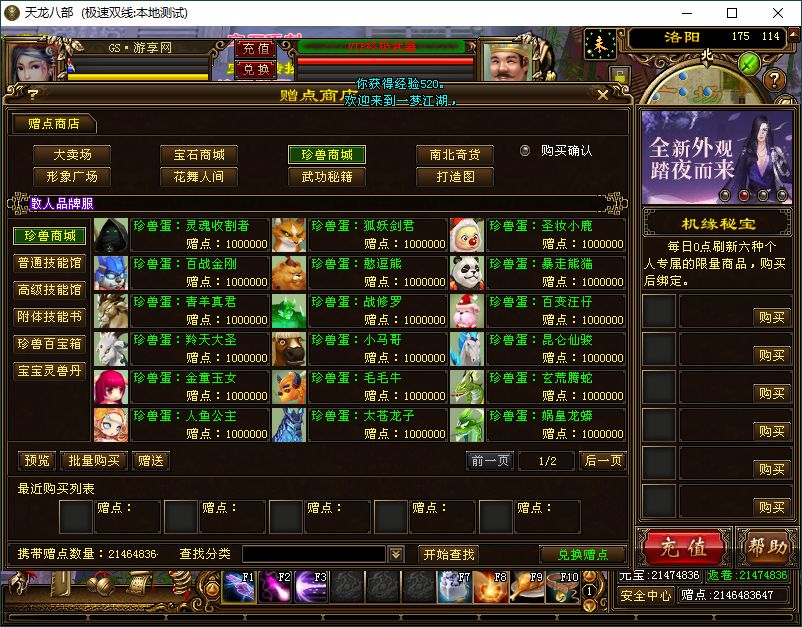 天龙八部 (极速双线:本地测试)
GS·游享网
充值
兑换
VIP终极武器
未
洛阳
175 114
北
你获得经验520。
欢迎来到一梦江湖,
赠点商店
赠点商店
大卖场
宝石商城
珍兽商城
南北奇货
购买确认
形象广场
花舞人间
武功秘籍
打造图
散人品牌服
珍兽商城
普通技能馆
高级技能馆
附体技能书
珍兽百宝箱
宝宝灵兽丹
珍兽蛋：灵魂收割者
赠点：1000000
珍兽蛋：狐妖剑君
赠点：1000000
珍兽蛋：圣妆小鹿
赠点：1000000
珍兽蛋：百战金刚
赠点：1000000
珍兽蛋：憨逗熊
赠点：1000000
珍兽蛋：暴走熊猫
赠点：1000000
珍兽蛋：青羊真君
赠点：1000000
珍兽蛋：战修罗
赠点：1000000
珍兽蛋：百变汪仔
赠点：1000000
珍兽蛋：羚天大圣
赠点：1000000
珍兽蛋：小马哥
赠点：1000000
珍兽蛋：昆仑仙骏
赠点：1000000
珍兽蛋：金童玉女
赠点：1000000
珍兽蛋：毛毛牛
赠点：1000000
珍兽蛋：玄荒腾蛇
赠点：1000000
珍兽蛋：人鱼公主
赠点：1000000
珍兽蛋：太苍龙子
赠点：1000000
珍兽蛋：娲皇龙蟒
赠点：1000000
预览
批量购买
赠送
前一页
1/2
后一页
最近购买列表
赠点：
赠点：
赠点：
赠点：
赠点：
携带赠点数量：21464836
查找分类
开始查找
兑换赠点
全新外观
踏夜而来
机缘秘宝
每日0点刷新六种个
人专属的限量商品，购买
后绑定。
购买
购买
购买
购买
购买
购买
充值
帮助
F1
F2
F3
F7
F8
F9
F10
1
元宝:21474836
返卷:21474836
安全中心
赠点:2146483647